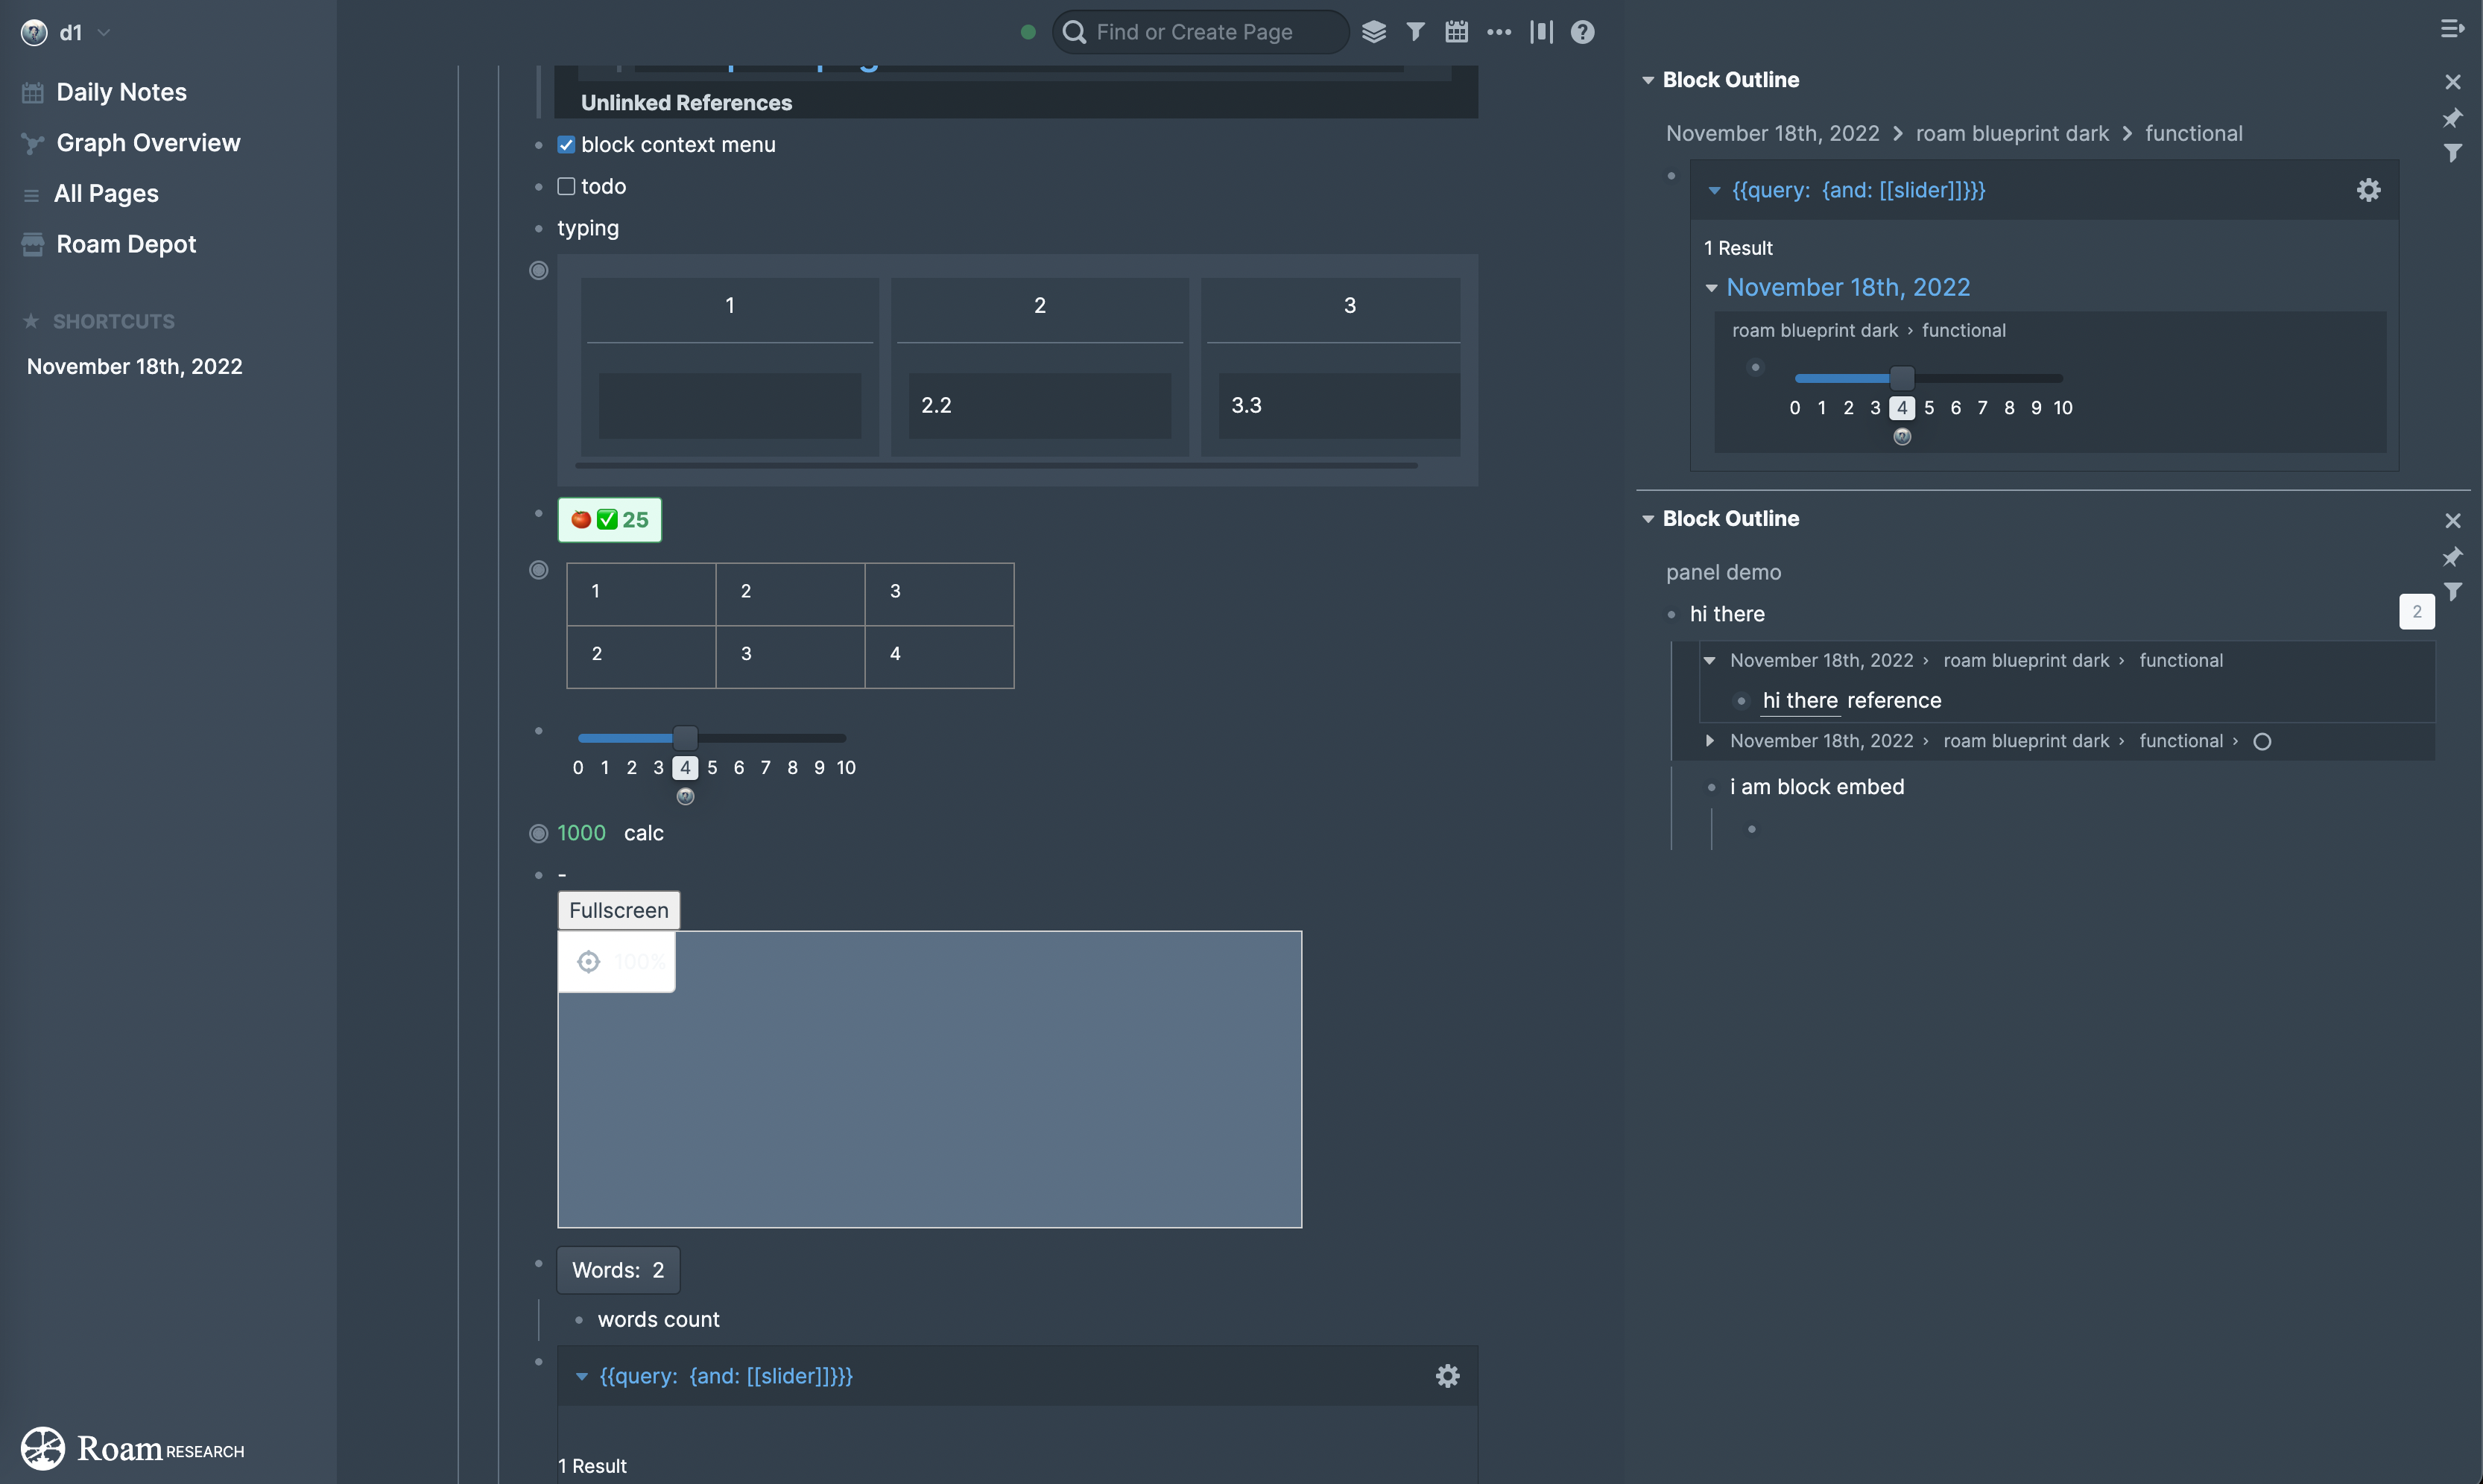 d1
Find or Create Page
Daily Notes
Graph Overview
All Pages
Roam Depot
SHORTCUTS
November 18th, 2022
Roam RESEARCH
Unlinked References
block context menu
todo
typing
1 2 3
2.2 3.3
25
1 2 3
2 3 4
0 1 2 3 4 5 6 7 8 9 10
1000 calc
-
Fullscreen
100%
Words: 2
words count
{{query: {and: [[slider]]}}}
1 Result
Block Outline
November 18th, 2022 > roam blueprint dark > functional
{{query: {and: [[slider]]}}}
1 Result
November 18th, 2022
roam blueprint dark › functional
0 1 2 3 4 5 6 7 8 9 10
Block Outline
panel demo
hi there 2
November 18th, 2022 › roam blueprint dark › functional
hi there reference
November 18th, 2022 › roam blueprint dark › functional ›
i am block embed